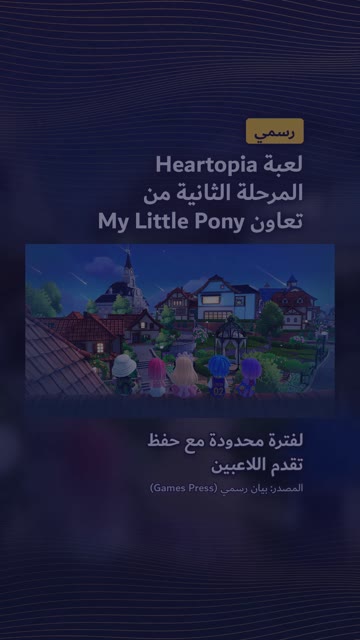 رسمي
لعبة Heartopia
المرحلة الثانية من
تعاون My Little Pony
لفترة محدودة مع حفظ
تقدم اللاعبين
المصدر: بيان رسمي (Games Press)